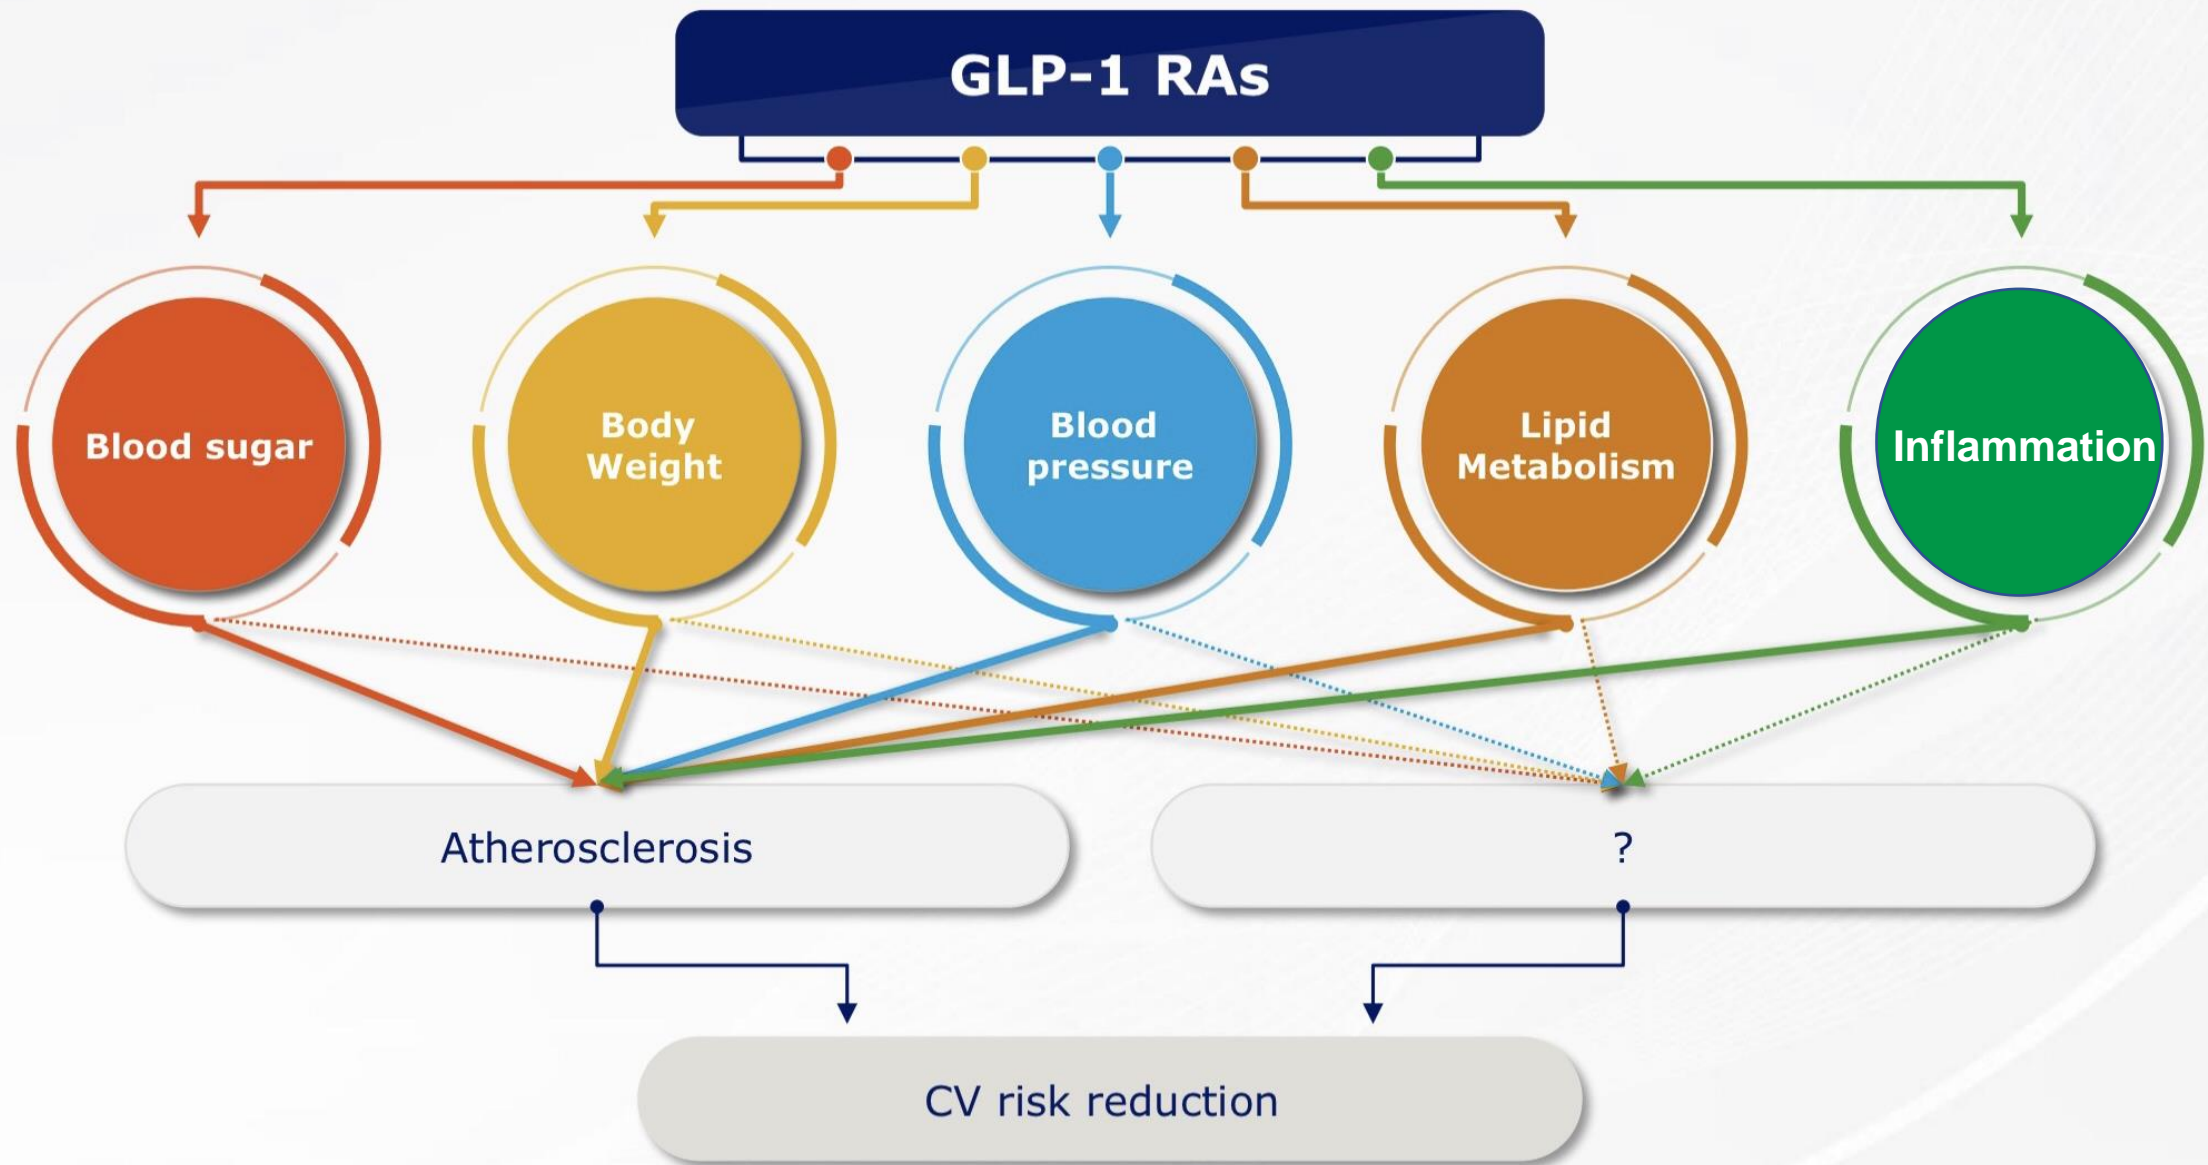 GLP-1 RAs
Blood sugar
Body
Weight
Blood
pressure
Lipid
Metabolism
Inflammation
Atherosclerosis
?
CV risk reduction